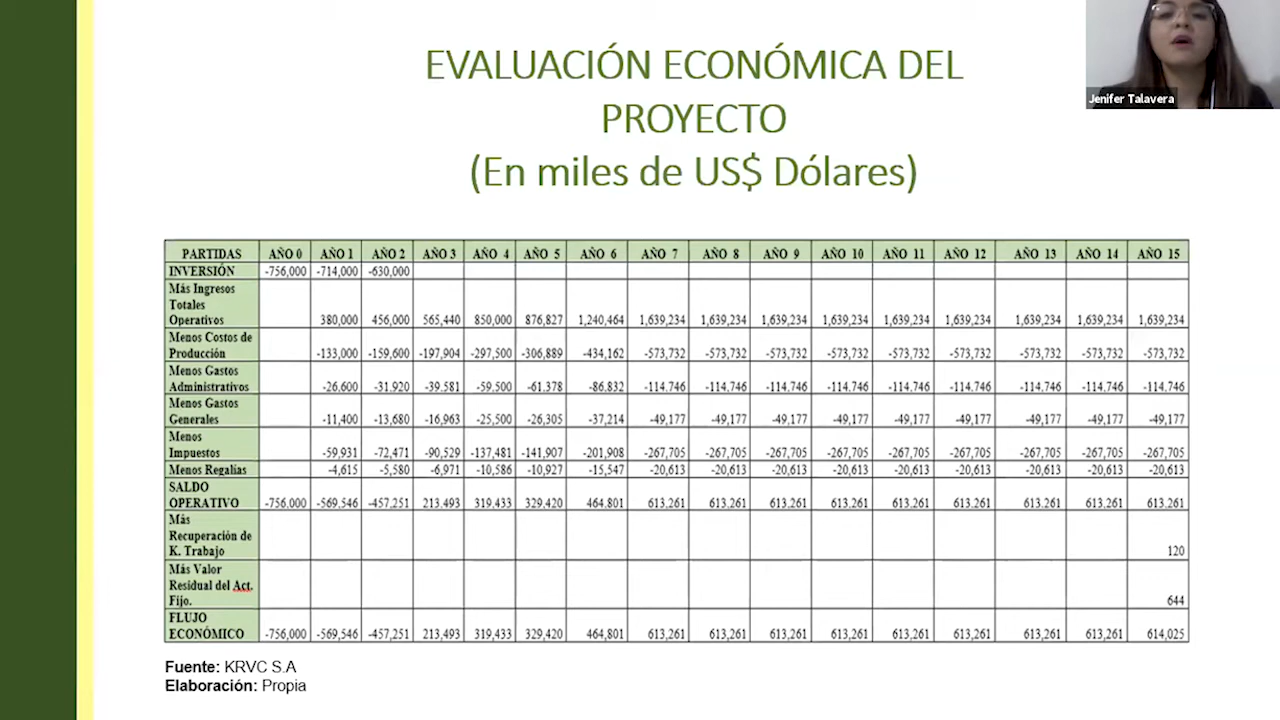 Jenifer Talavera
EVALUACIÓN ECONÓMICA DEL
PROYECTO
(En miles de US$ Dólares)
PARTIDAS AÑO 0 AÑO 1 AÑO 2 AÑO 3 AÑO 4 AÑO 5 AÑO 6 AÑO 7 AÑO 8 AÑO 9 AÑO 10 AÑO 11 AÑO 12 AÑO 13 AÑO 14 AÑO 15
INVERSIÓN -756,000 -714,000 -630,000
Más Ingresos
Totales
Operativos 380,000 456,000 565,440 850,000 876,827 1,240,464 1,639,234 1,639,234 1,639,234 1,639,234 1,639,234 1,639,234 1,639,234 1,639,234 1,639,234
Menos Costos de
Producción -133,000 -159,600 -197,904 -297,500 -306,889 -434,162 -573,732 -573,732 -573,732 -573,732 -573,732 -573,732 -573,732 -573,732 -573,732
Menos Gastos
Administrativos -26,600 -31,920 -39,581 -59,500 -61,378 -86,832 -114,746 -114,746 -114,746 -114,746 -114,746 -114,746 -114,746 -114,746 -114,746
Menos Gastos
Generales -11,400 -13,680 -16,963 -25,500 -26,305 -37,214 -49,177 -49,177 -49,177 -49,177 -49,177 -49,177 -49,177 -49,177 -49,177
Menos
Impuestos -59,931 -72,471 -90,529 -137,481 -141,907 -201,908 -267,705 -267,705 -267,705 -267,705 -267,705 -267,705 -267,705 -267,705 -267,705
Menos Regalías -4,615 -5,580 -6,971 -10,586 -10,927 -15,547 -20,613 -20,613 -20,613 -20,613 -20,613 -20,613 -20,613 -20,613 -20,613
SALDO
OPERATIVO -756,000 -569,546 -457,251 213,493 319,433 329,420 464,801 613,261 613,261 613,261 613,261 613,261 613,261 613,261 613,261 613,261
Más
Recuperación de
K. Trabajo 120
Más Valor
Residual del Act.
Fijo. 644
FLUJO
ECONÓMICO -756,000 -569,546 -457,251 213,493 319,433 329,420 464,801 613,261 613,261 613,261 613,261 613,261 613,261 613,261 613,261 614,025
Fuente: KRVC S.A
Elaboración: Propia